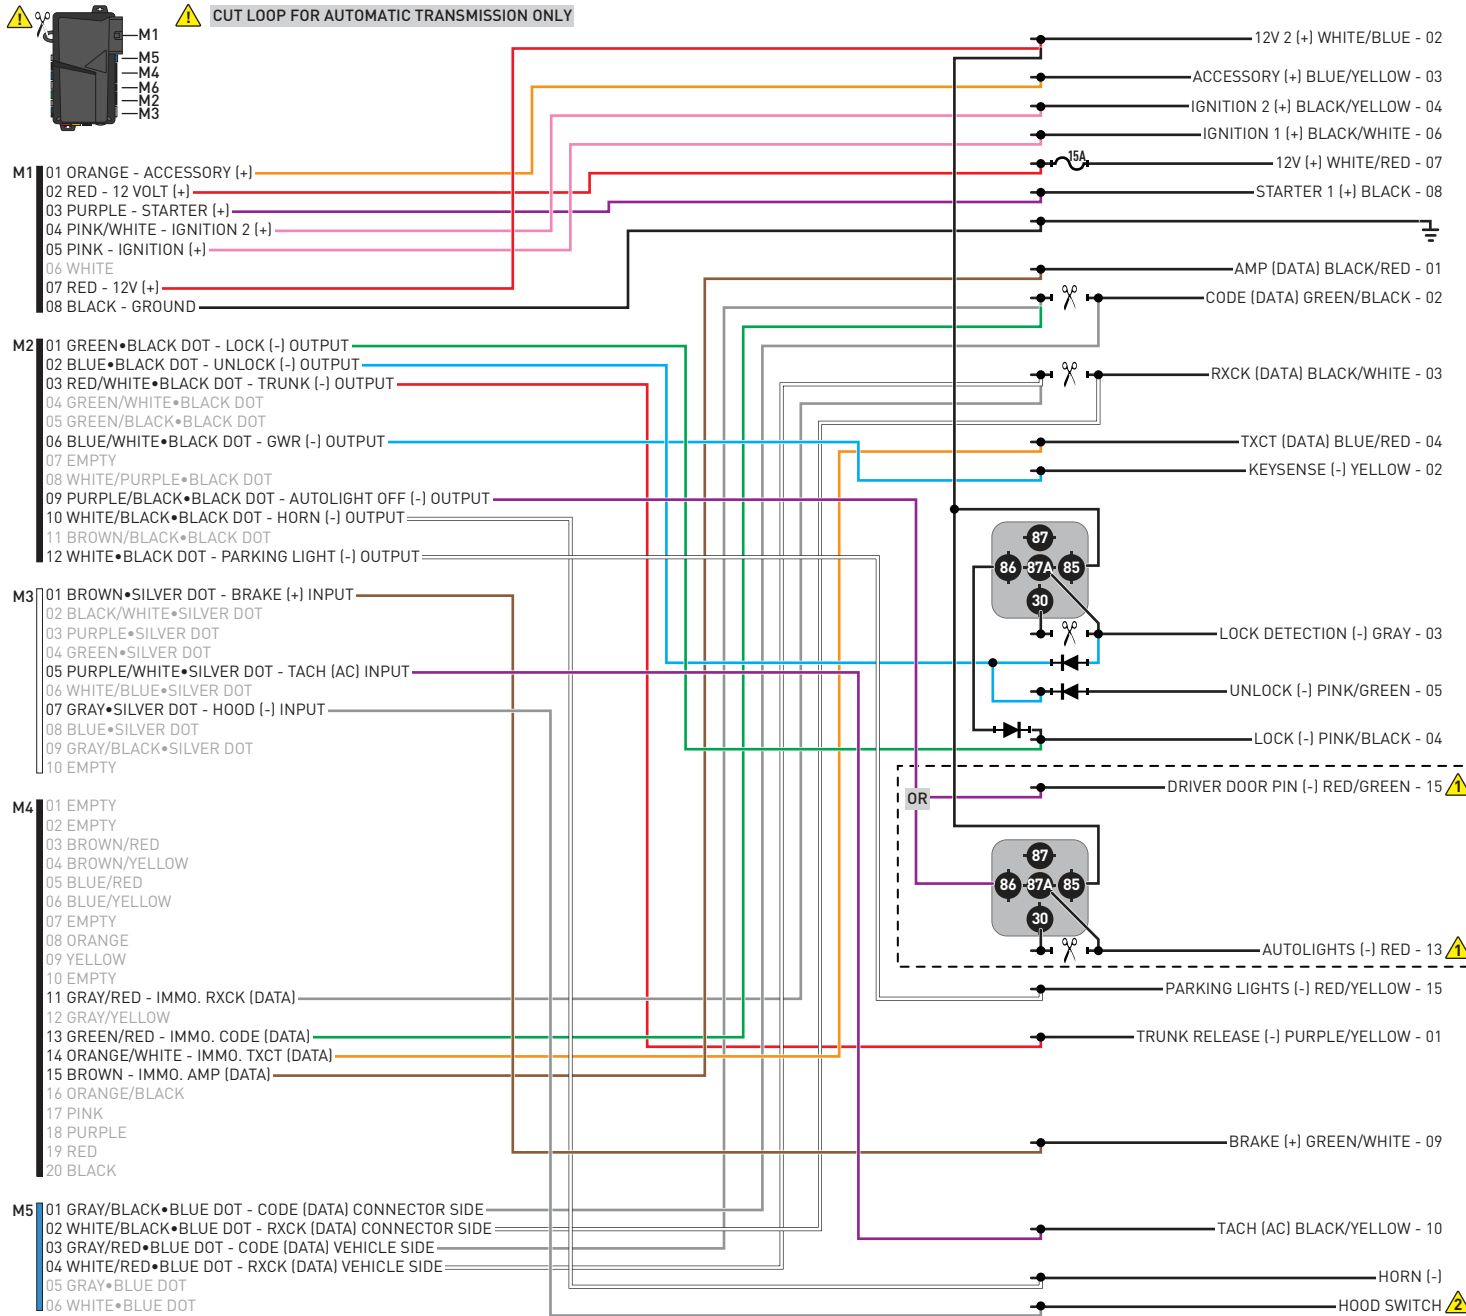 CUT LOOP FOR AUTOMATIC TRANSMISSION ONLY
M1
M5
M4
M6
M2
M3
M1
01 ORANGE - ACCESSORY (+)
02 RED - 12 VOLT (+)
03 PURPLE - STARTER (+)
04 PINK/WHITE - IGNITION 2 (+)
05 PINK - IGNITION (+)
06 WHITE
07 RED - 12V (+)
08 BLACK - GROUND
M2
01 GREEN•BLACK DOT - LOCK (-) OUTPUT
02 BLUE•BLACK DOT - UNLOCK (-) OUTPUT
03 RED/WHITE•BLACK DOT - TRUNK (-) OUTPUT
04 GREEN/WHITE•BLACK DOT
05 GREEN/BLACK•BLACK DOT
06 BLUE/WHITE•BLACK DOT - GWR (-) OUTPUT
07 EMPTY
08 WHITE/PURPLE•BLACK DOT
09 PURPLE/BLACK•BLACK DOT - AUTOLIGHT OFF (-) OUTPUT
10 WHITE/BLACK•BLACK DOT - HORN (-) OUTPUT
11 BROWN/BLACK•BLACK DOT
12 WHITE•BLACK DOT - PARKING LIGHT (-) OUTPUT
M3
01 BROWN•SILVER DOT - BRAKE (+) INPUT
02 BLACK/WHITE•SILVER DOT
03 PURPLE•SILVER DOT
04 GREEN•SILVER DOT
05 PURPLE/WHITE•SILVER DOT - TACH (AC) INPUT
06 WHITE/BLUE•SILVER DOT
07 GRAY•SILVER DOT - HOOD (-) INPUT
08 BLUE•SILVER DOT
09 GRAY/BLACK•SILVER DOT
10 EMPTY
M4
01 EMPTY
02 EMPTY
03 BROWN/RED
04 BROWN/YELLOW
05 BLUE/RED
06 BLUE/YELLOW
07 EMPTY
08 ORANGE
09 YELLOW
10 EMPTY
11 GRAY/RED - IMMO. RXCK (DATA)
12 GRAY/YELLOW
13 GREEN/RED - IMMO. CODE (DATA)
14 ORANGE/WHITE - IMMO. TXCT (DATA)
15 BROWN - IMMO. AMP (DATA)
16 ORANGE/BLACK
17 PINK
18 PURPLE
19 RED
20 BLACK
M5
01 GRAY/BLACK•BLUE DOT - CODE (DATA) CONNECTOR SIDE
02 WHITE/BLACK•BLUE DOT - RXCK (DATA) CONNECTOR SIDE
03 GRAY/RED•BLUE DOT - CODE (DATA) VEHICLE SIDE
04 WHITE/RED•BLUE DOT - RXCK (DATA) VEHICLE SIDE
05 GRAY•BLUE DOT
06 WHITE•BLUE DOT
12V 2 (+) WHITE/BLUE - 02
ACCESSORY (+) BLUE/YELLOW - 03
IGNITION 2 (+) BLACK/YELLOW - 04
IGNITION 1 (+) BLACK/WHITE - 06
15A
12V (+) WHITE/RED - 07
STARTER 1 (+) BLACK - 08
AMP (DATA) BLACK/RED - 01
CODE (DATA) GREEN/BLACK - 02
RXCK (DATA) BLACK/WHITE - 03
TXCT (DATA) BLUE/RED - 04
KEYSENSE (-) YELLOW - 02
87
86 87A 85
30
LOCK DETECTION (-) GRAY - 03
UNLOCK (-) PINK/GREEN - 05
LOCK (-) PINK/BLACK - 04
OR
DRIVER DOOR PIN (-) RED/GREEN - 15 1
87
86 87A 85
30
AUTOLIGHTS (-) RED - 13 1
PARKING LIGHTS (-) RED/YELLOW - 15
TRUNK RELEASE (-) PURPLE/YELLOW - 01
BRAKE (+) GREEN/WHITE - 09
TACH (AC) BLACK/YELLOW - 10
HORN (-)
HOOD SWITCH 2